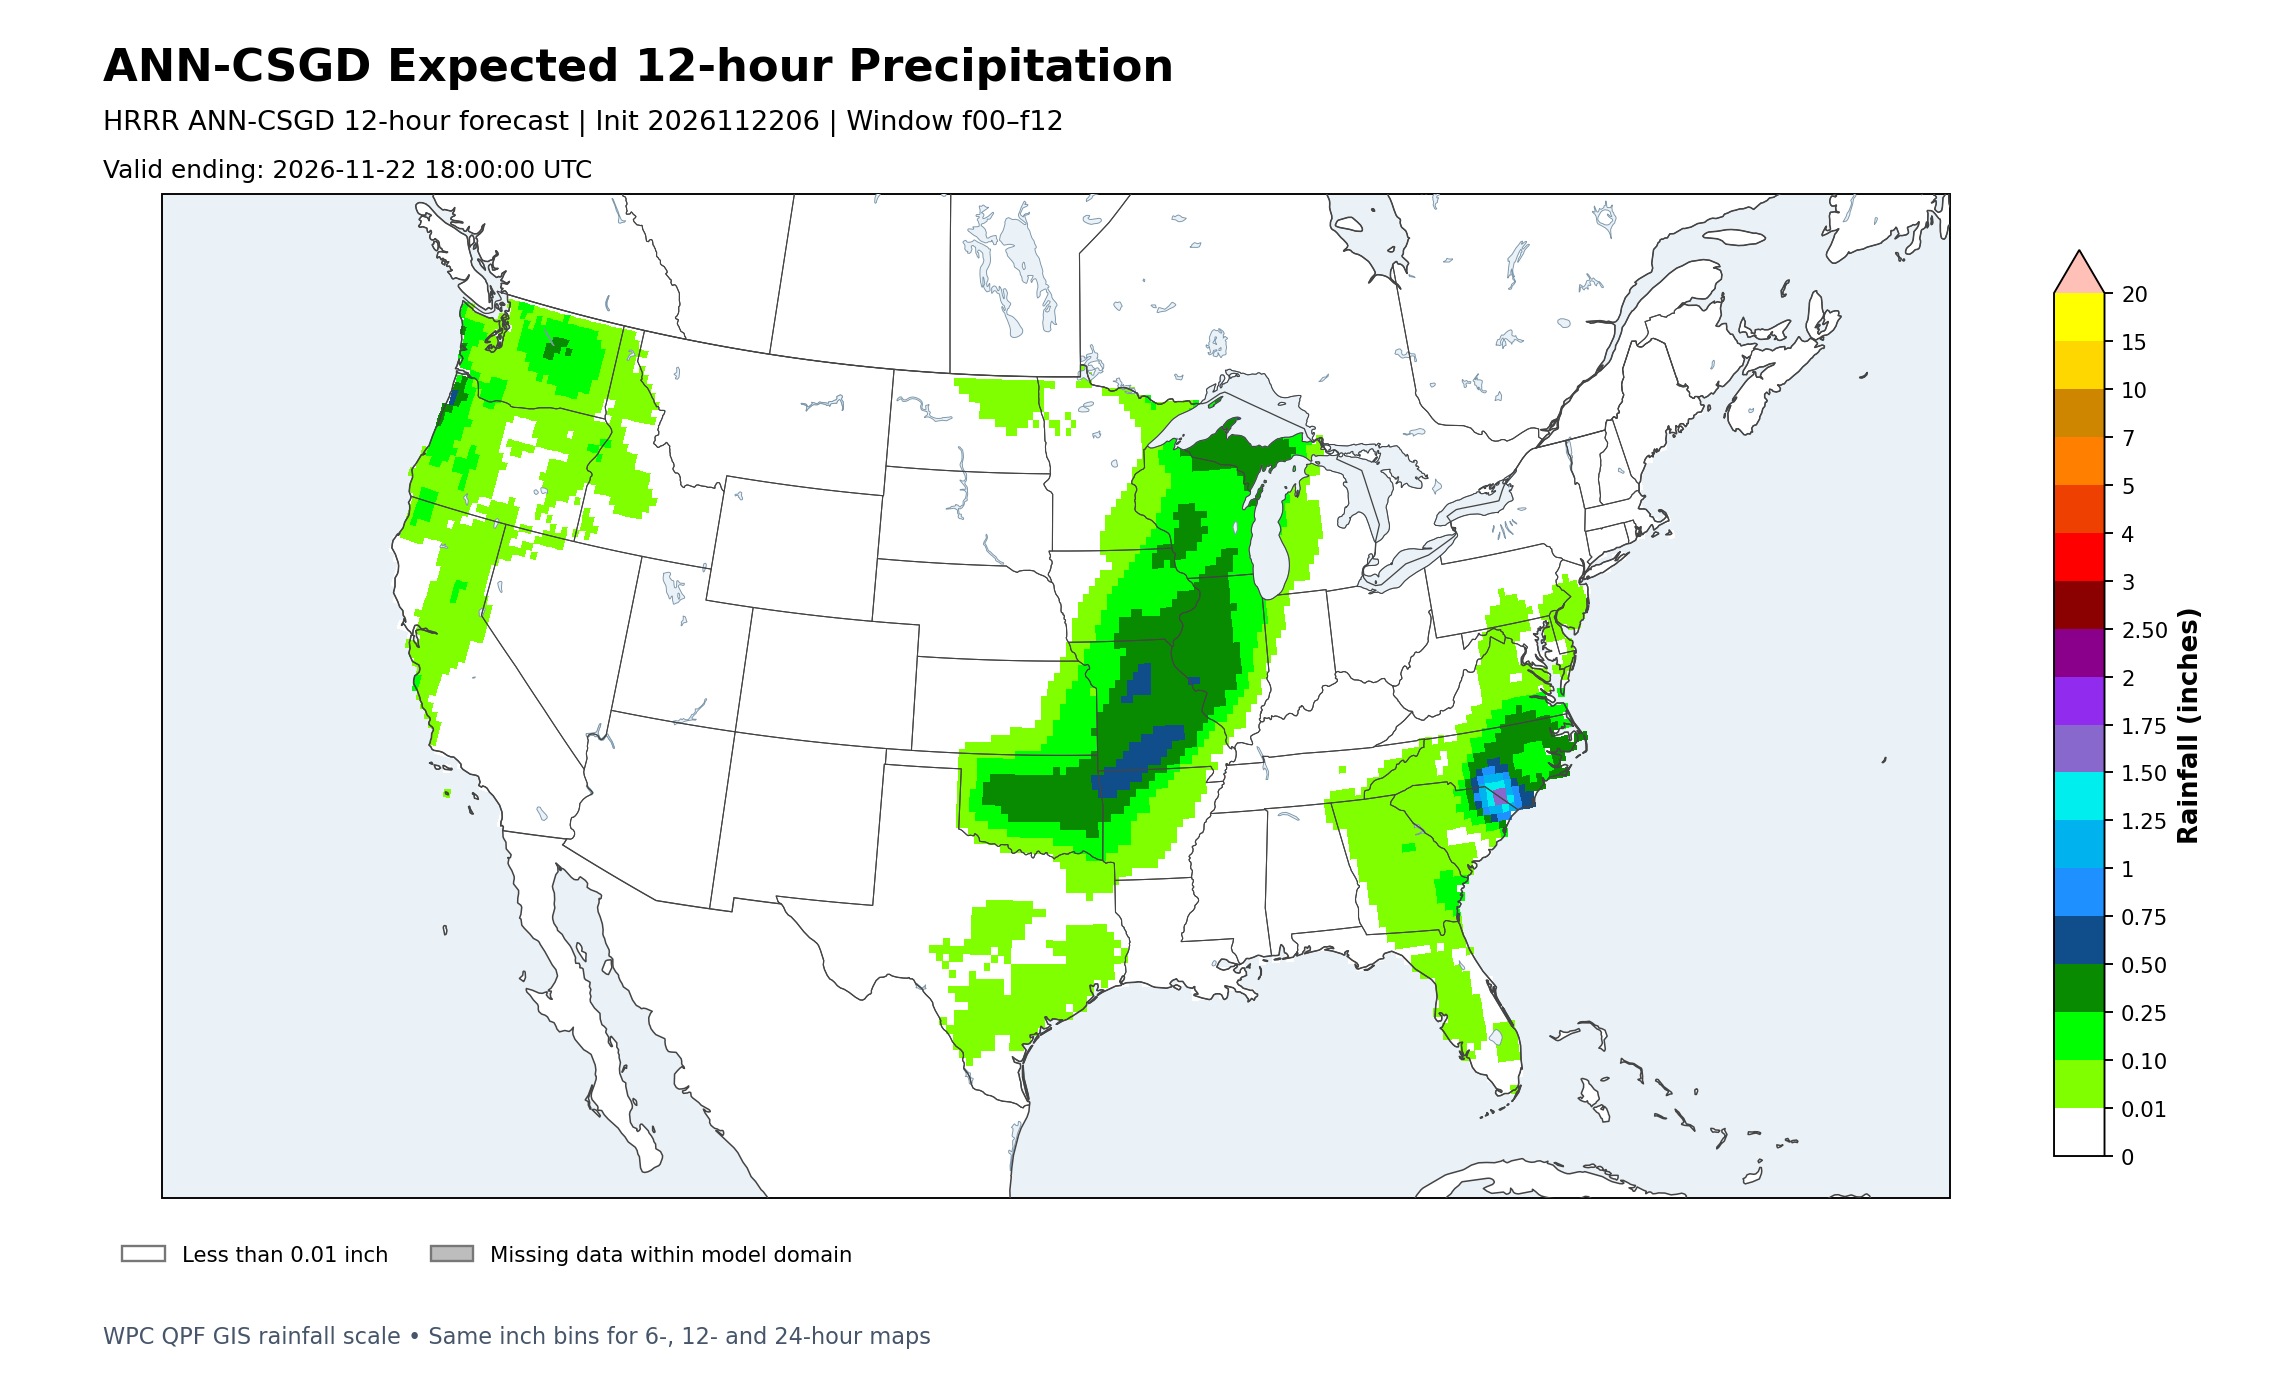 ANN-CSGD Expected 12-hour Precipitation
HRRR ANN-CSGD 12-hour forecast | Init 2026112206 | Window f00–f12
Valid ending: 2026-11-22 18:00:00 UTC
20
15
10
7
5
4
3
2.50
2
1.75
1.50
1.25
1
0.75
0.50
0.25
0.10
0.01
0
Rainfall (inches)
Less than 0.01 inch
Missing data within model domain
WPC QPF GIS rainfall scale • Same inch bins for 6-, 12- and 24-hour maps